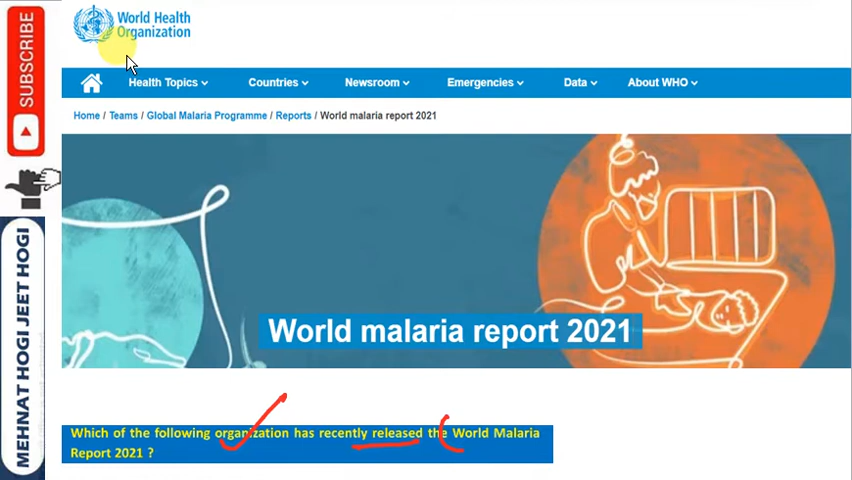 World Health
Organization
SUBSCRIBE
Health Topics
Countries
Newsroom
Emergencies
Data
About WHO
Home / Teams / Global Malaria Programme / Reports / World malaria report 2021
World malaria report 2021
MEHNAT HOGI JEET HOGI
Which of the following organization has recently released the World Malaria
Report 2021 ?